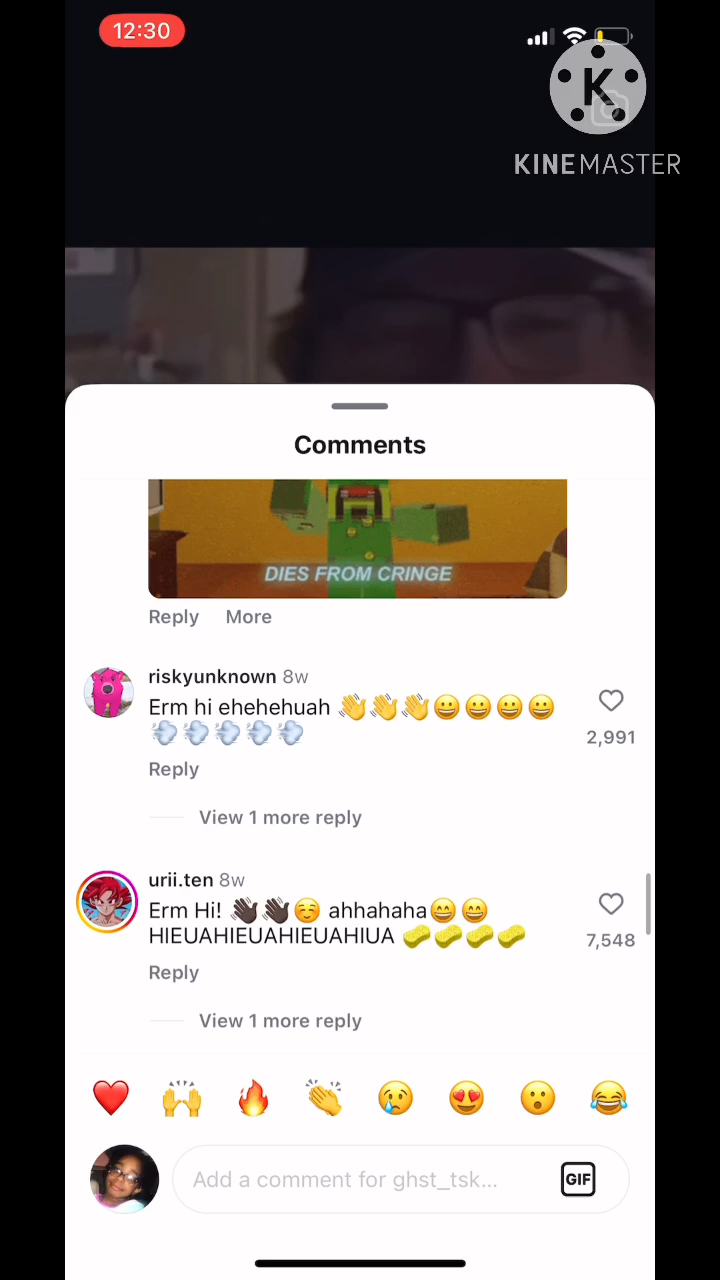 12:30
K
KINEMASTER
Comments
DIES FROM CRINGE
Reply More
riskyunknown 8w
Erm hi ehehehuah 👋👋👋😀😀😀😀
💨💨💨💨💨
2,991
Reply
View 1 more reply
urii.ten 8w
Erm Hi! 👋🏿👋🏿☺️ ahhahaha😄😄
HIEUAHIEUAHIEUAHIUA 🧽🧽🧽🧽
7,548
Reply
View 1 more reply
❤️🙌🔥👏😢😍😮😂
Add a comment for ghst_tsk...
GIF